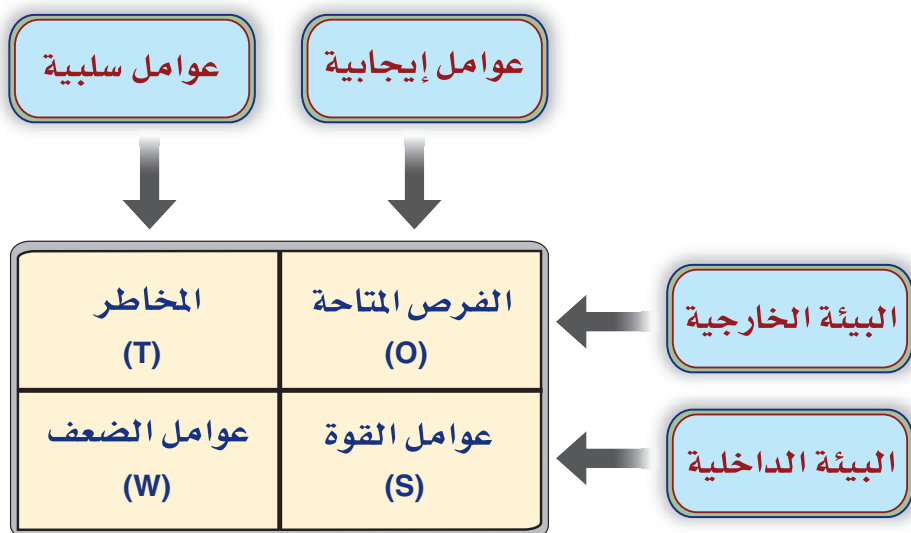 عوامل إيجابية
عوامل سلبية
البيئة الخارجية
الفرص المتاحة
(O)
المخاطر
(T)
البيئة الداخلية
عوامل القوة
(S)
عوامل الضعف
(W)